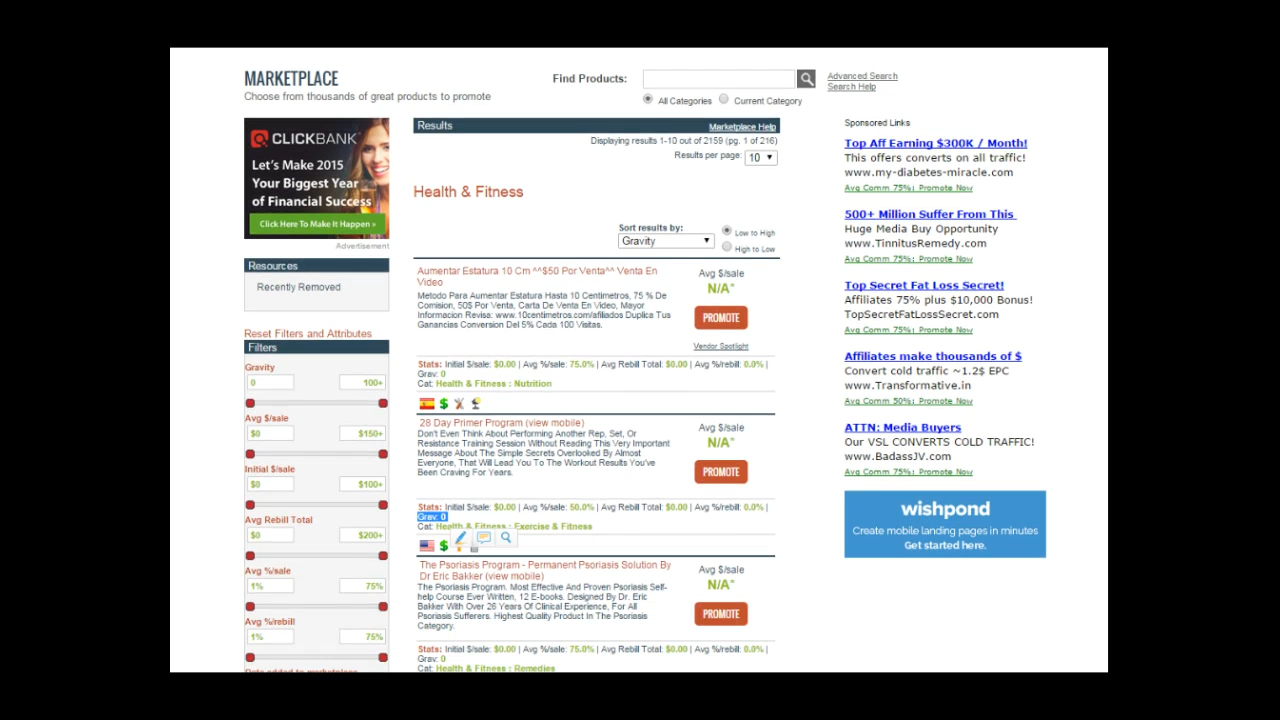 MARKETPLACE
Choose from thousands of great products to promote
Find Products:
Advanced Search
Search Help
All Categories
Current Category
CLICKBANK
Let's Make 2015
Your Biggest Year
of Financial Success
Click Here To Make It Happen »
Advertisement
Resources
Recently Removed
Reset Filters and Attributes
Filters
Gravity
0 100+
Avg $/sale
$0 $150+
Initial $/sale
$0 $100+
Avg Rebill Total
$0 $200+
Avg %/sale
1% 75%
Avg %/rebill
1% 75%
Date added to marketplace
Results
Marketplace Help
Displaying results 1-10 out of 2159 (pg. 1 of 216)
Results per page: 10
Health & Fitness
Sort results by:
Gravity
Low to High
High to Low
Aumentar Estatura 10 Cm ^^$50 Por Venta^^ Venta En
Video
Metodo Para Aumentar Estatura Hasta 10 Centimetros, 75 % De
Comision, 50$ Por Venta, Carta De Venta En Video, Mayor
Informacion Revisa: www.10centimetros.com/afiliados Duplica Tus
Ganancias Conversion Del 5% Cada 100 Visitas.
Avg $/sale
N/A*
PROMOTE
Vendor Spotlight
Stats: Initial $/sale: $0.00 | Avg %/sale: 75.0% | Avg Rebill Total: $0.00 | Avg %/rebill: 0.0% |
Grav: 0
Cat: Health & Fitness : Nutrition
28 Day Primer Program (view mobile)
Don't Even Think About Performing Another Rep, Set, Or
Resistance Training Session Without Reading This Very Important
Message About The Simple Secrets Overlooked By Almost
Everyone, That Will Lead You To The Workout Results You've
Been Craving For Years.
Avg $/sale
N/A*
PROMOTE
Stats: Initial $/sale: $0.00 | Avg %/sale: 50.0% | Avg Rebill Total: $0.00 | Avg %/rebill: 0.0% |
Grav: 0
Cat: Health & Fitness : Exercise & Fitness
The Psoriasis Program - Permanent Psoriasis Solution By
Dr Eric Bakker (view mobile)
The Psoriasis Program. Most Effective And Proven Psoriasis Self-
help Course Ever Written, 12 E-books. Designed By Dr. Eric
Bakker With Over 26 Years Of Clinical Experience, For All
Psoriasis Sufferers. Highest Quality Product In The Psoriasis
Category.
Avg $/sale
N/A*
PROMOTE
Stats: Initial $/sale: $0.00 | Avg %/sale: 75.0% | Avg Rebill Total: $0.00 | Avg %/rebill: 0.0% |
Grav: 0
Cat: Health & Fitness : Remedies
Sponsored Links
Top Aff Earning $300K / Month!
This offers converts on all traffic!
www.my-diabetes-miracle.com
Avg Comm 75%: Promote Now
500+ Million Suffer From This
Huge Media Buy Opportunity
www.TinnitusRemedy.com
Avg Comm 75%: Promote Now
Top Secret Fat Loss Secret!
Affiliates 75% plus $10,000 Bonus!
TopSecretFatLossSecret.com
Avg Comm 75%: Promote Now
Affiliates make thousands of $
Convert cold traffic ~1.2$ EPC
www.Transformative.in
Avg Comm 50%: Promote Now
ATTN: Media Buyers
Our VSL CONVERTS COLD TRAFFIC!
www.BadassJV.com
Avg Comm 75%: Promote Now
wishpond
Create mobile landing pages in minutes
Get started here.